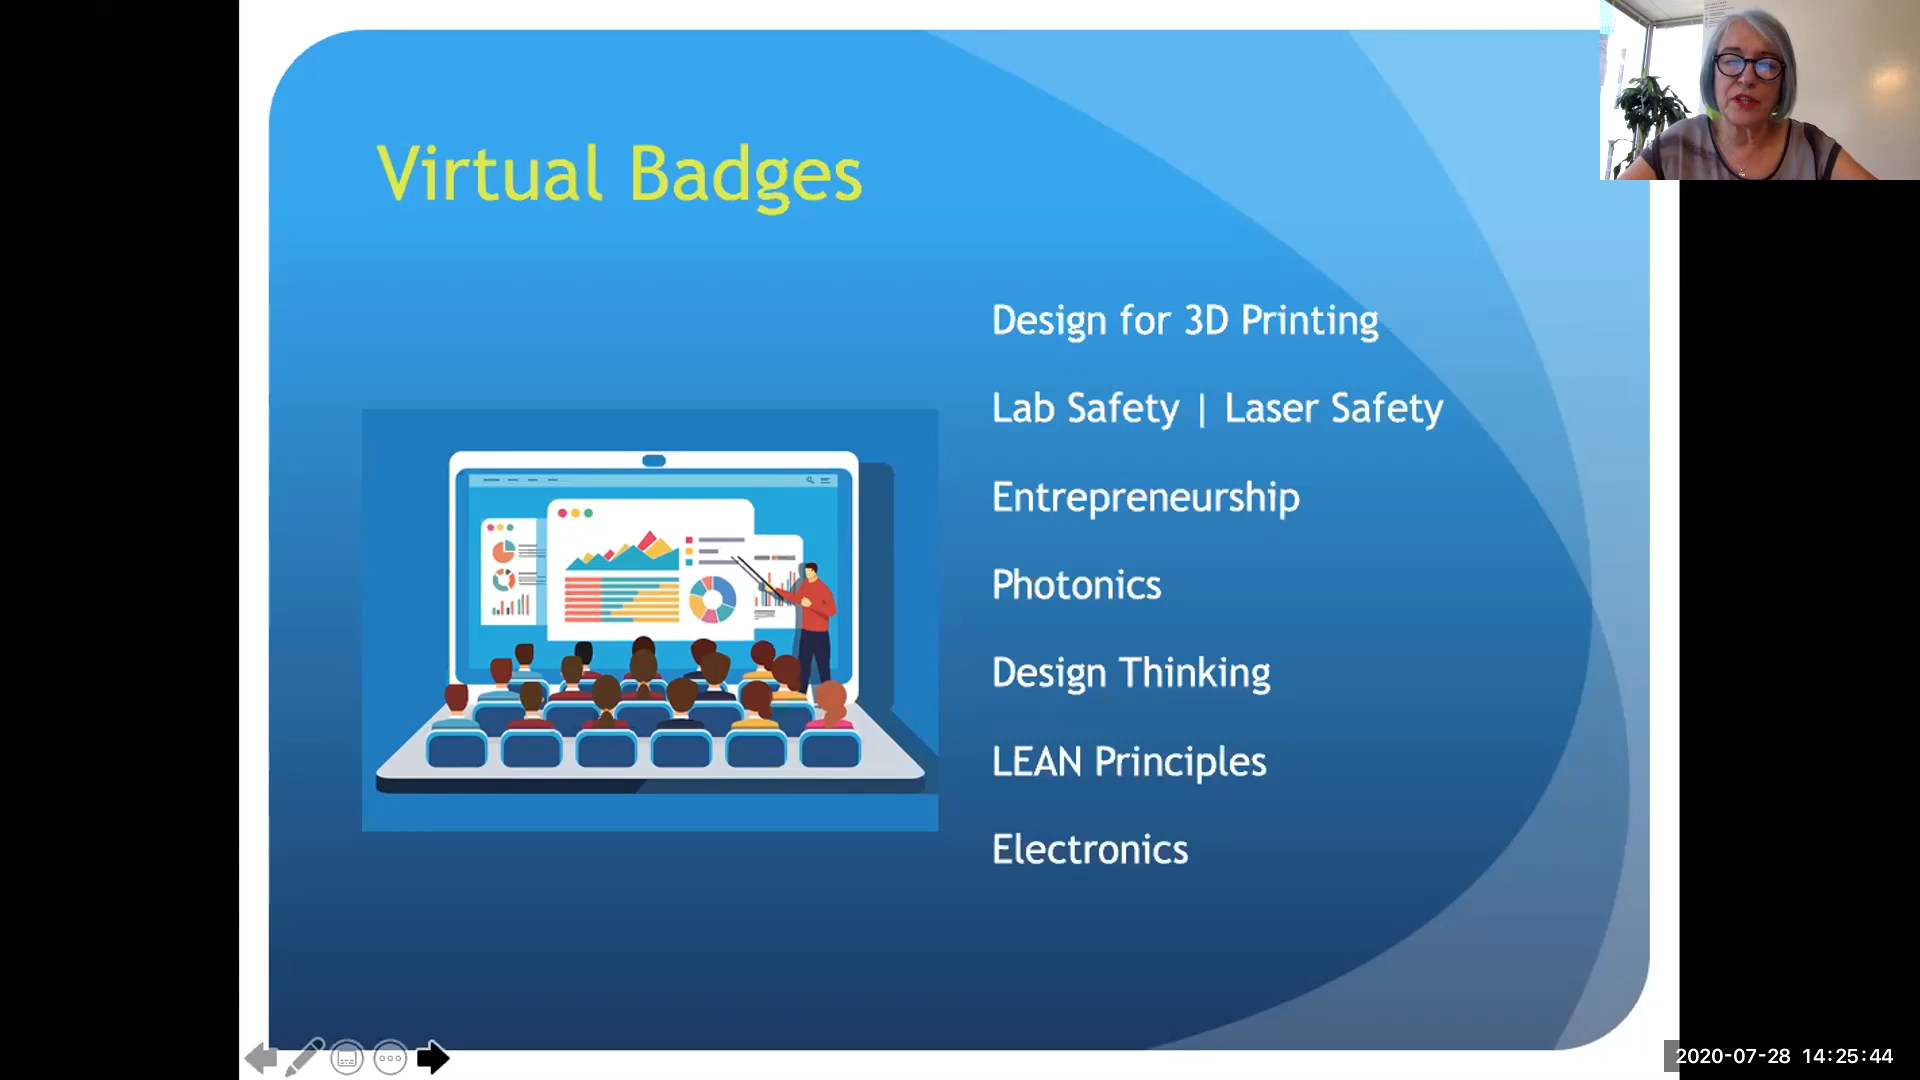 Virtual Badges
Design for 3D Printing
Lab Safety | Laser Safety
Entrepreneurship
Photonics
Design Thinking
LEAN Principles
Electronics
2020-07-28 14:25:44